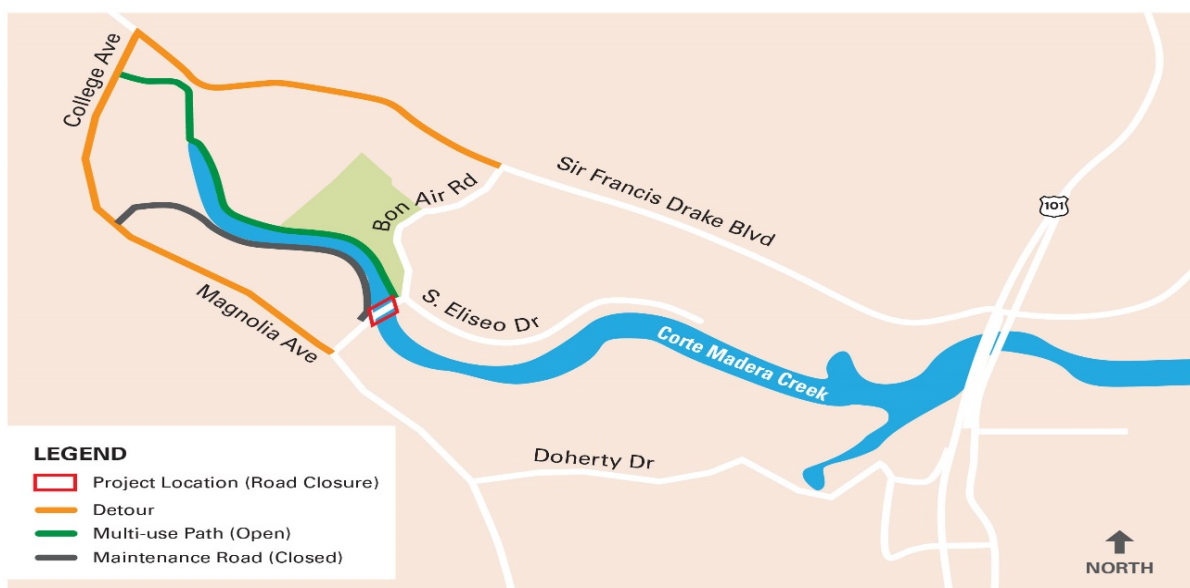 College Ave
Sir Francis Drake Blvd
101
Bon Air Rd
S. Eliseo Dr
Magnolia Ave
Corte Madera Creek
Doherty Dr
LEGEND
Project Location (Road Closure)
Detour
Multi-use Path (Open)
Maintenance Road (Closed)
NORTH